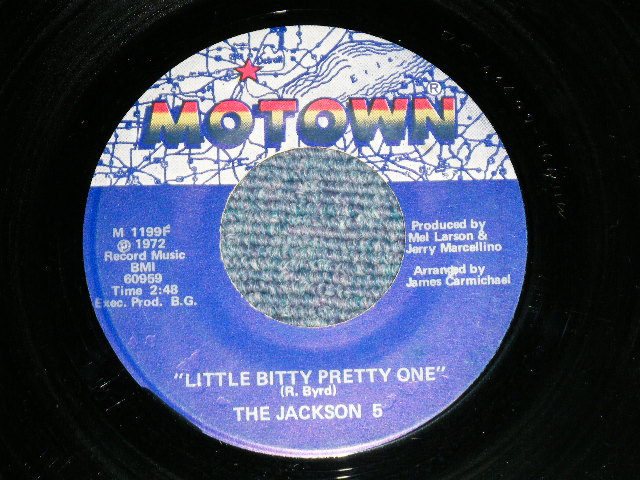 MOTOWN®
M 1199F
℗ 1972
Record Music
BMI
60959
Time 2:48
Exec. Prod. B.G.
Produced by
Mel Larson &
Jerry Marcellino
Arranged by
James Carmichael
"LITTLE BITTY PRETTY ONE"
(R. Byrd)
THE JACKSON 5